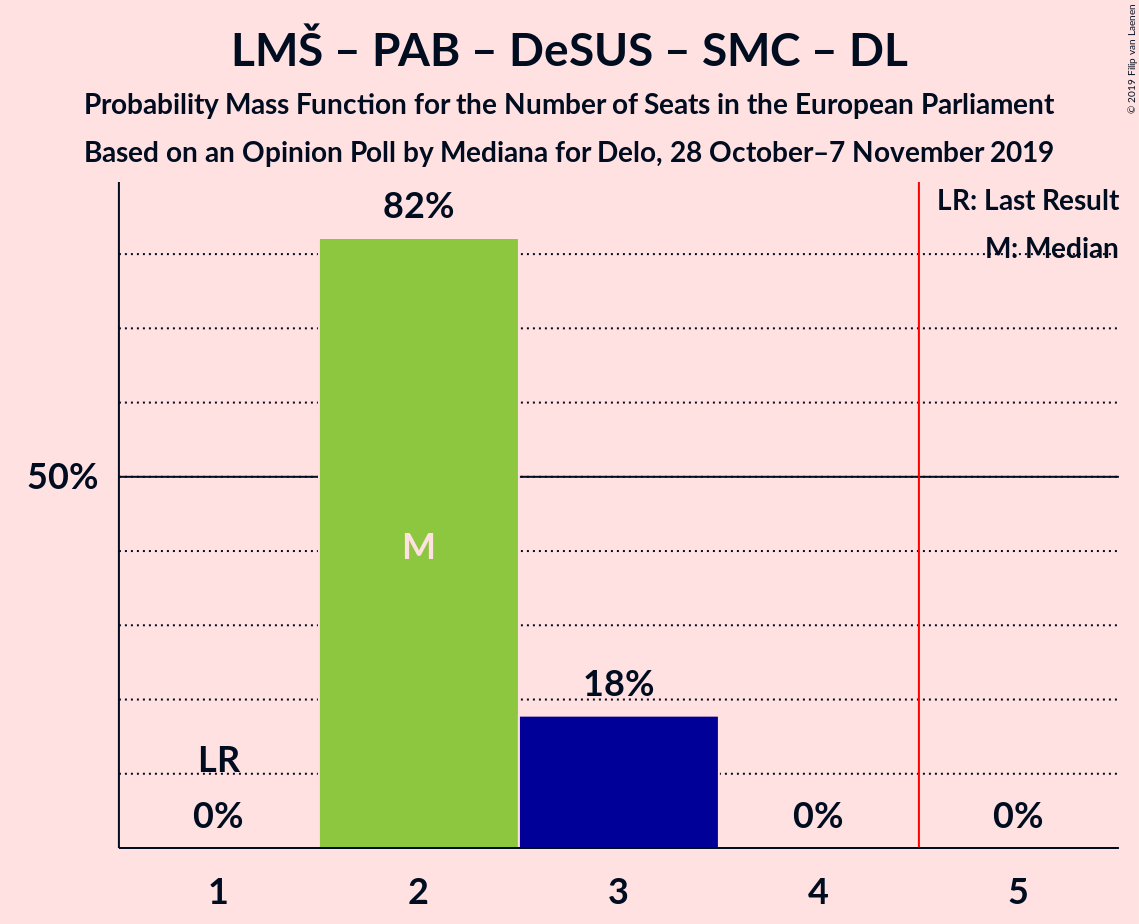 LMŠ – PAB – DeSUS – SMC – DL
Probability Mass Function for the Number of Seats in the European Parliament
Based on an Opinion Poll by Mediana for Delo, 28 October–7 November 2019
© 2019 Filip van Laenen
LR: Last Result
M: Median
82%
50%
M
18%
LR
0%
0%
0%
1
2
3
4
5